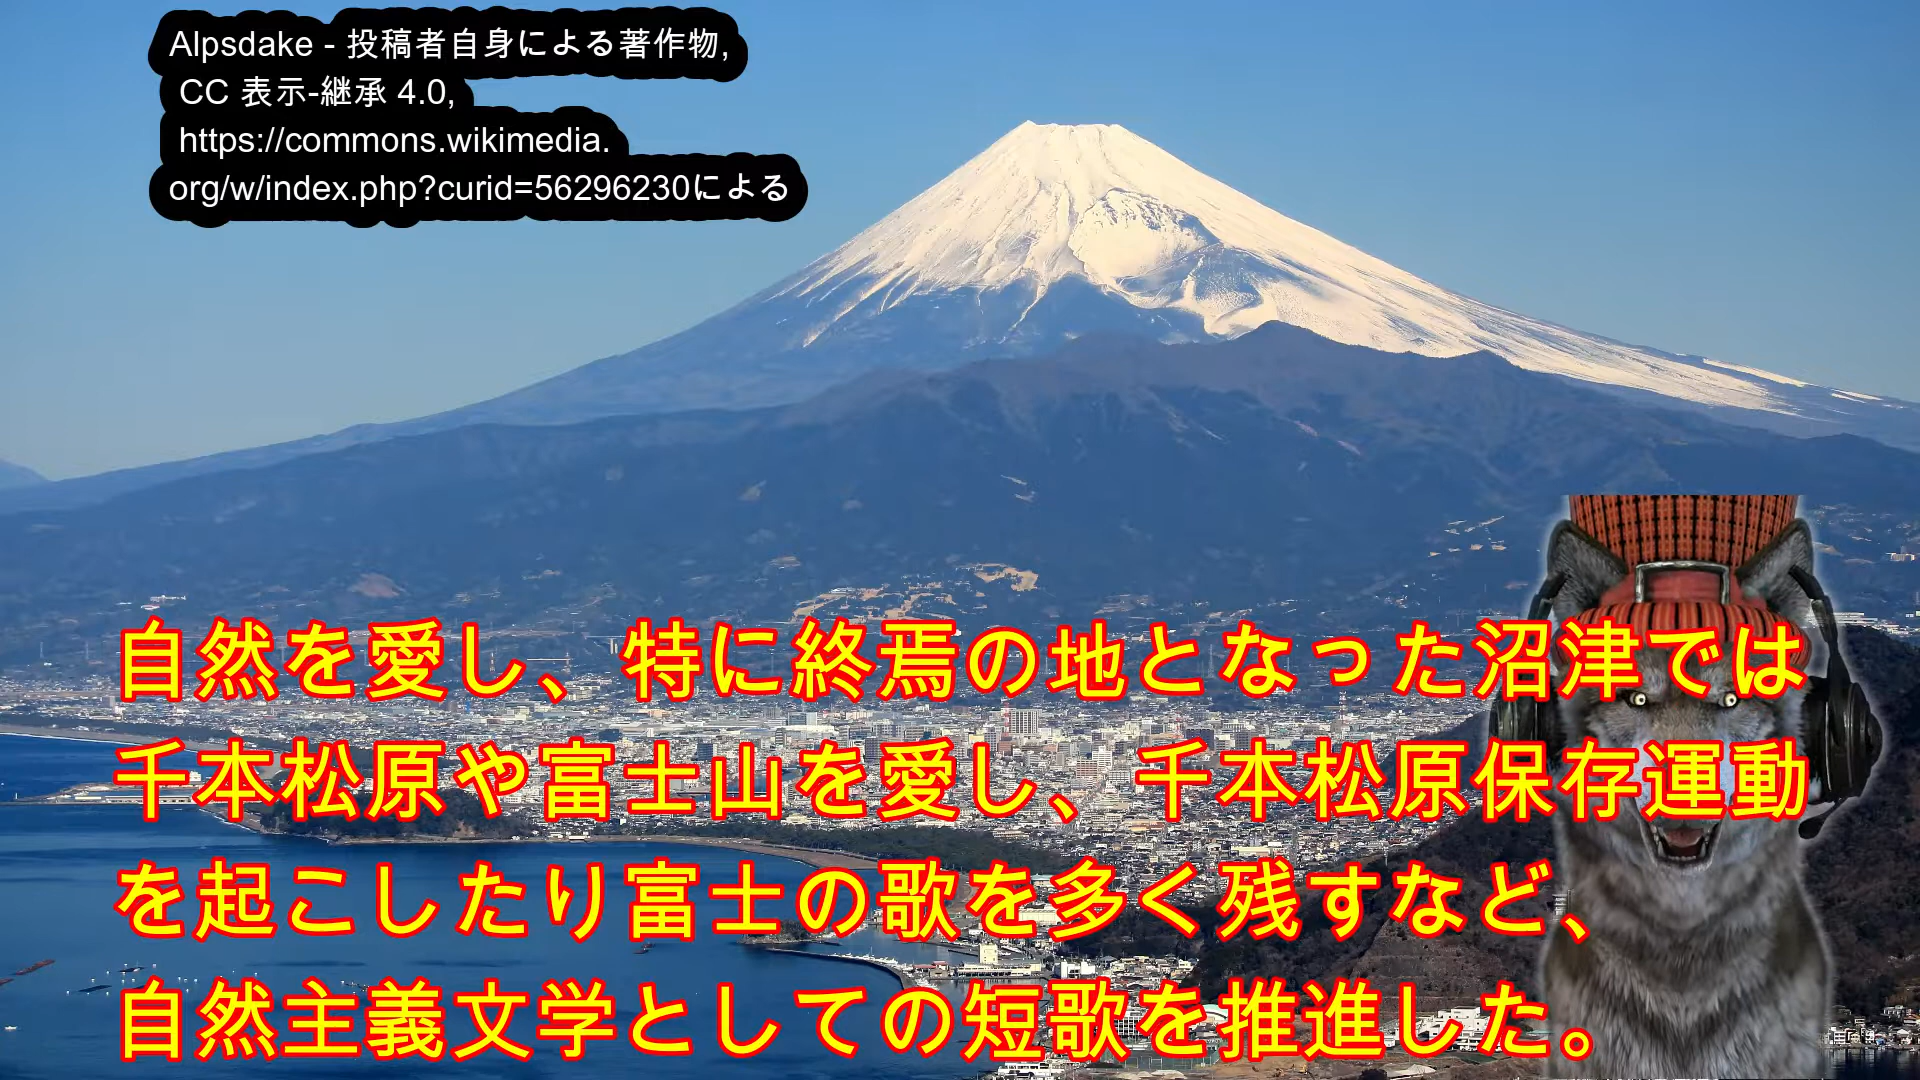 Alpsdake - 投稿者自身による著作物,
CC 表示-継承 4.0,
https://commons.wikimedia.
org/w/index.php?curid=56296230による
自然を愛し、特に終焉の地となった沼津では
千本松原や富士山を愛し、千本松原保存運動
を起こしたり富士の歌を多く残すなど、
自然主義文学としての短歌を推進した。